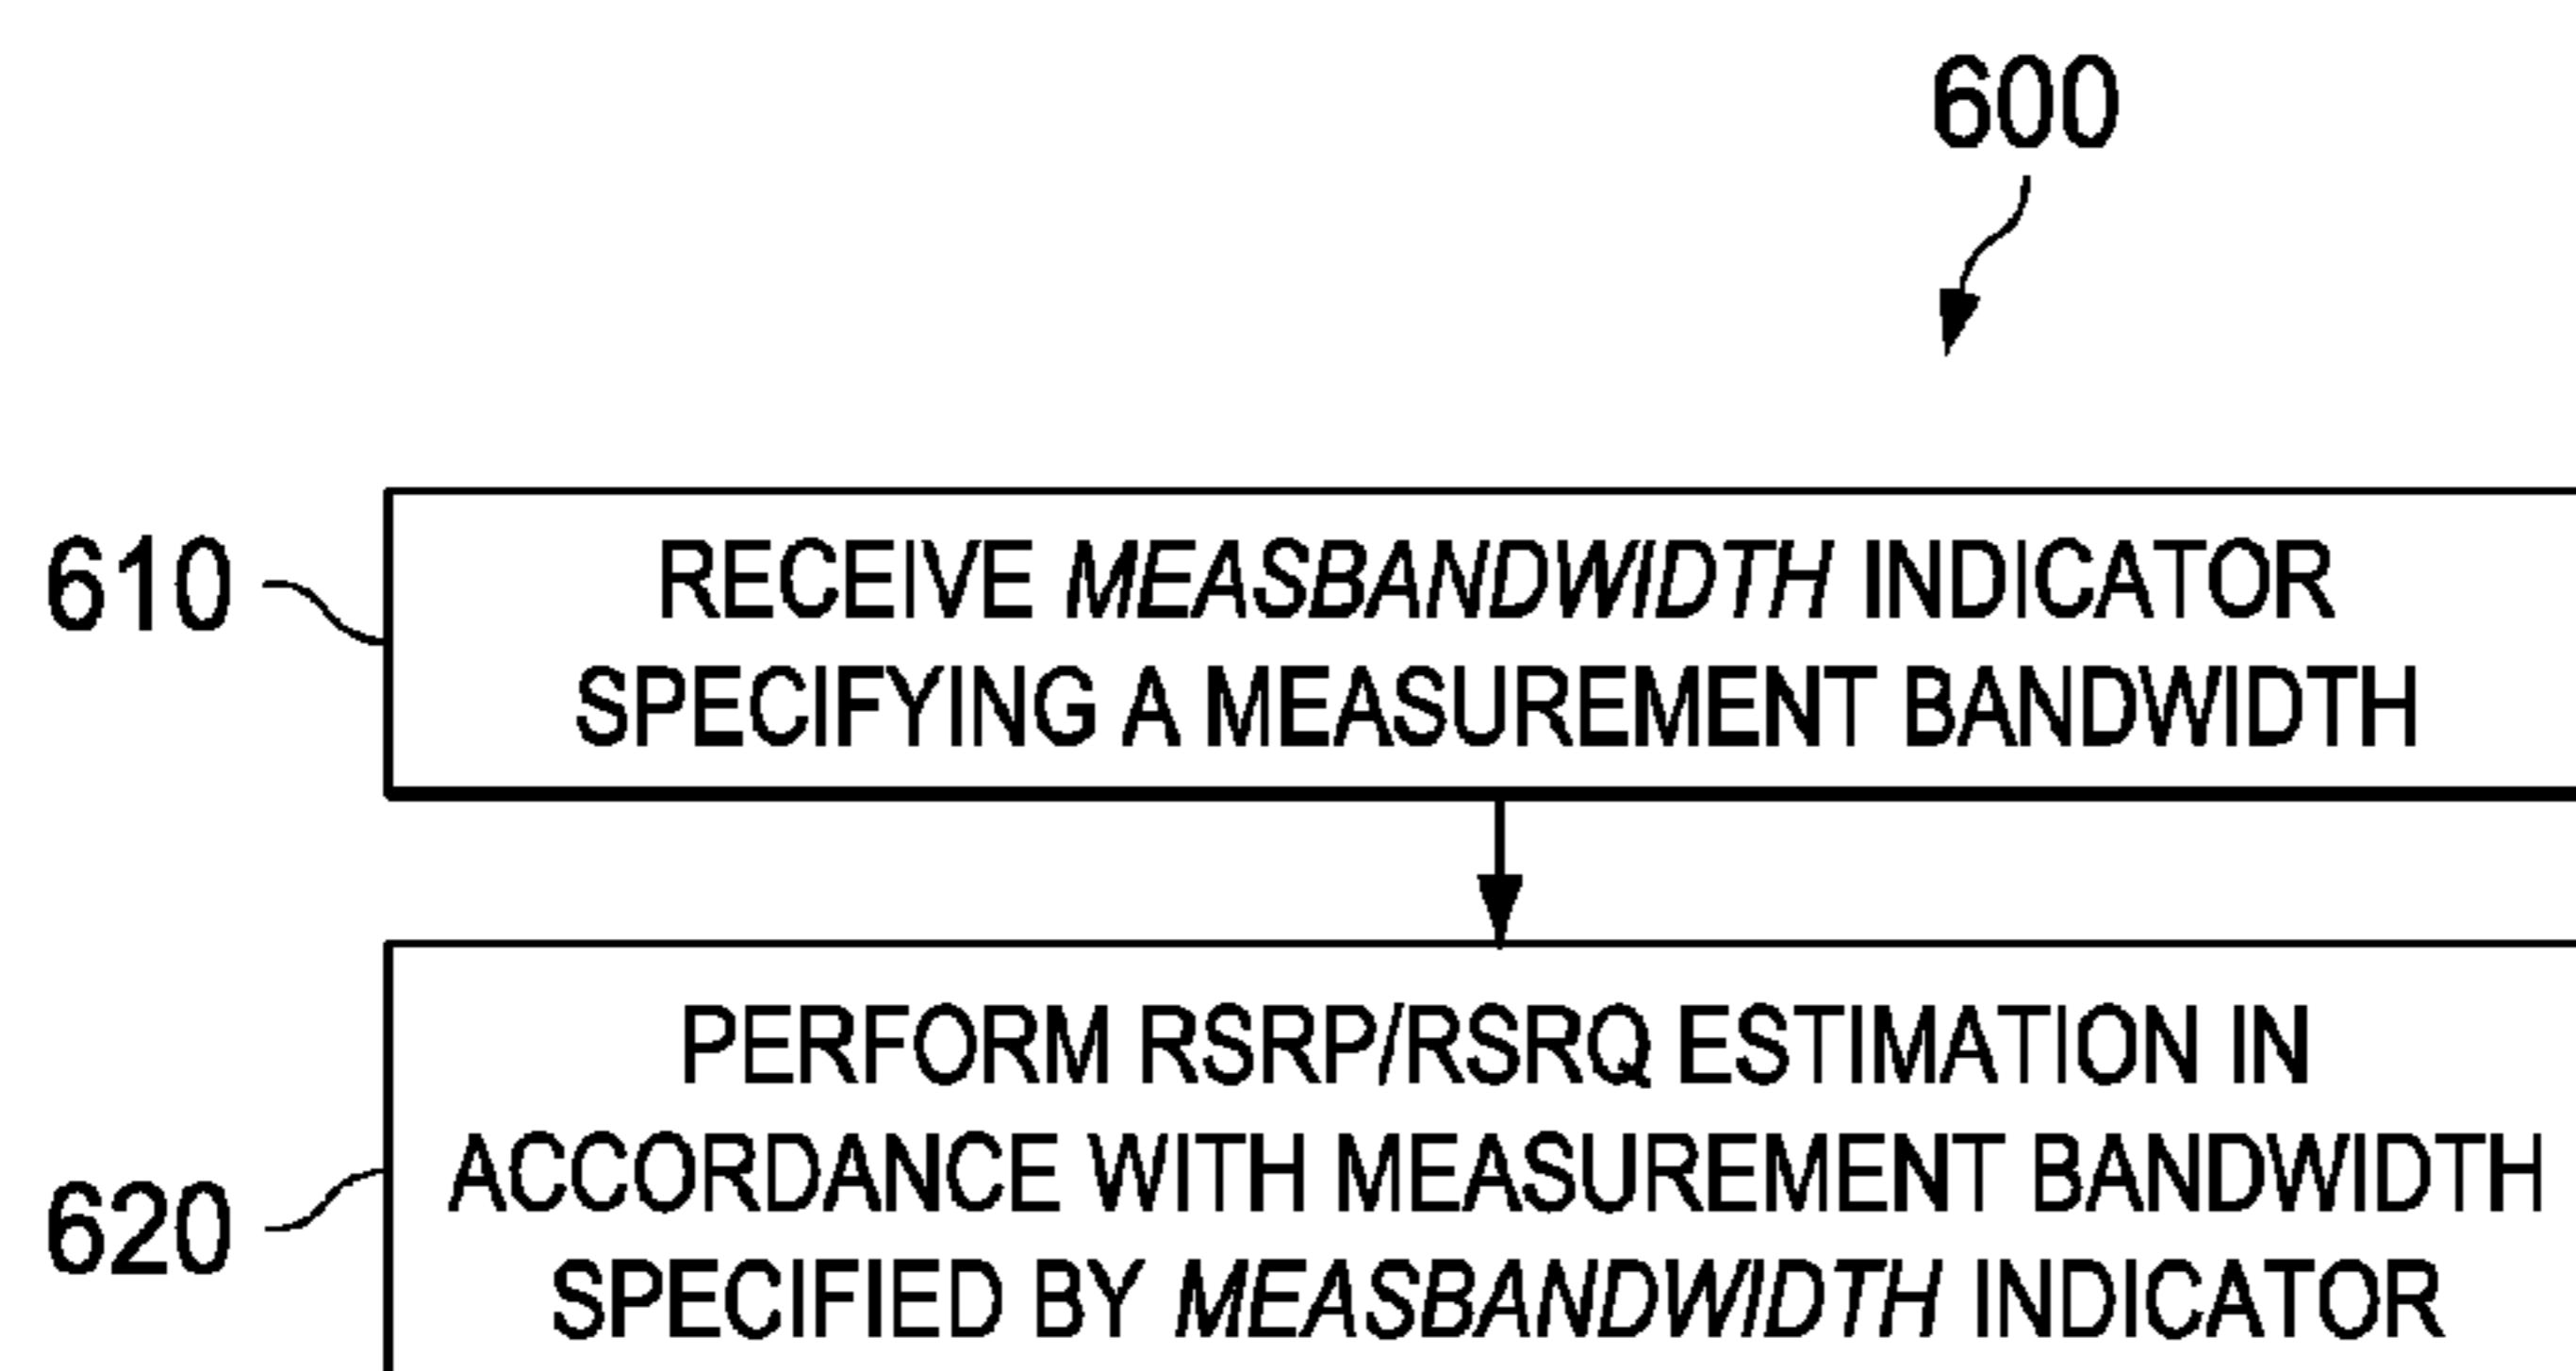 600
610
RECEIVE MEASBANDWIDTH INDICATOR
SPECIFYING A MEASUREMENT BANDWIDTH
620
PERFORM RSRP/RSRQ ESTIMATION IN
ACCORDANCE WITH MEASUREMENT BANDWIDTH
SPECIFIED BY MEASBANDWIDTH INDICATOR